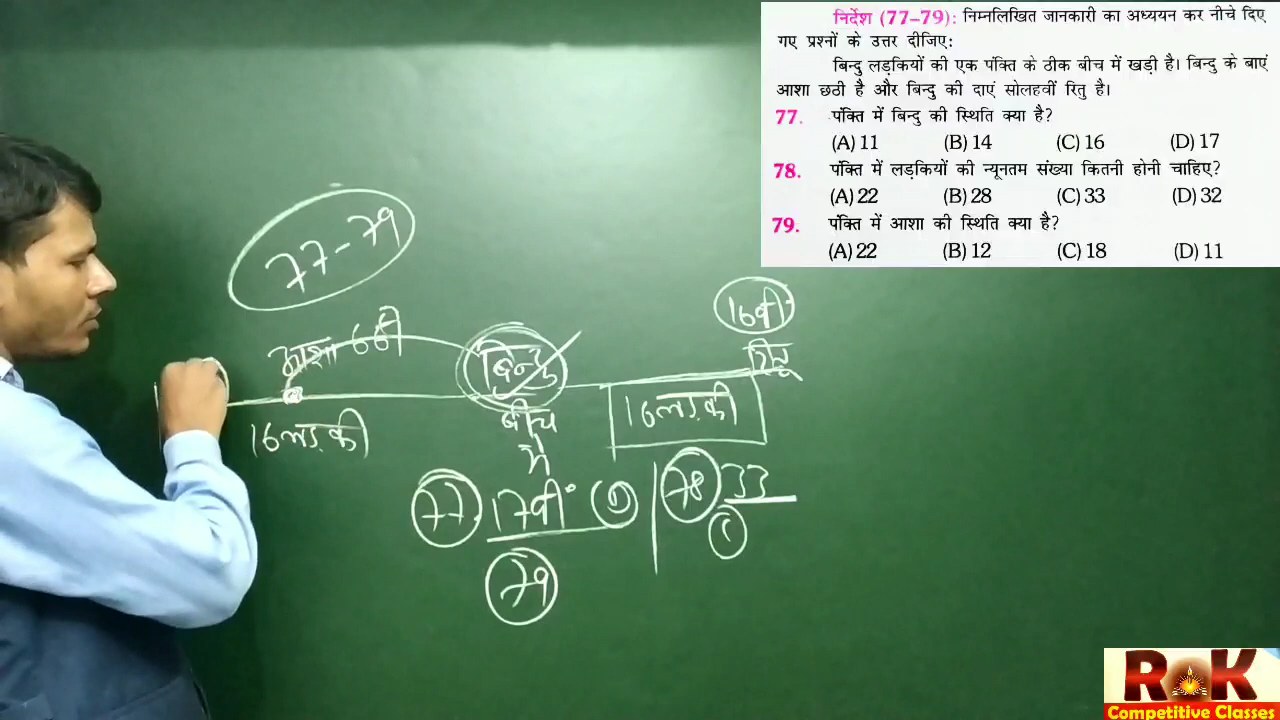 निर्देश (77-79): निम्नलिखित जानकारी का अध्ययन कर नीचे दिए
गए प्रश्नों के उत्तर दीजिए:
बिन्दु लड़कियों की एक पंक्ति के ठीक बीच में खड़ी है। बिन्दु के बाएं
आशा छठी है और बिन्दु की दाएं सोलहवीं रितु है।
77. पंक्ति में बिन्दु की स्थिति क्या है?
(A) 11 (B) 14 (C) 16 (D) 17
78. पंक्ति में लड़कियों की न्यूनतम संख्या कितनी होनी चाहिए?
(A) 22 (B) 28 (C) 33 (D) 32
79. पंक्ति में आशा की स्थिति क्या है?
(A) 22 (B) 12 (C) 18 (D) 11
77-79
आशा 6ठी बिन्दु 16वी
रितू
16लड़की बीच 16लड़की
में
77. 17वी 78 33
79
ROK
Competitive Classes